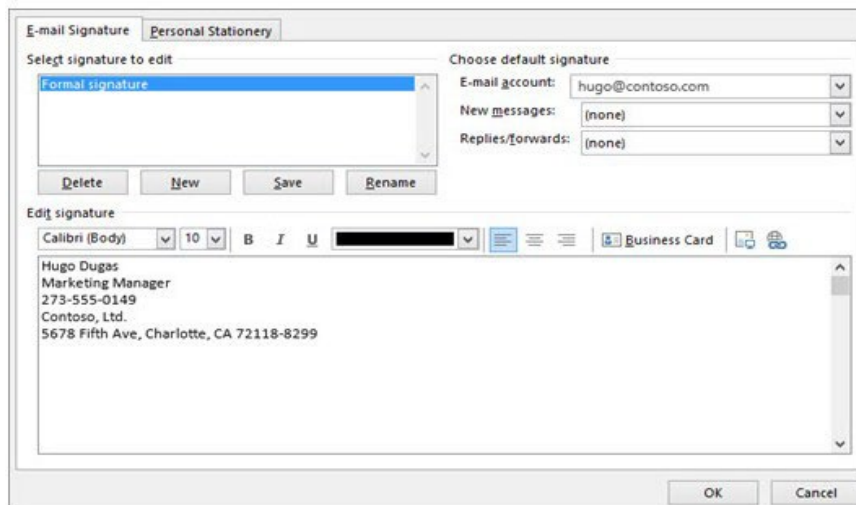 E-mail Signature
Personal Stationery
Select signature to edit
Formal signature
Delete
New
Save
Rename
Choose default signature
E-mail account:
hugo@contoso.com
New messages:
(none)
Replies/forwards:
(none)
Edit signature
Calibri (Body)
10
B
I
U
Business Card
Hugo Dugas
Marketing Manager
273-555-0149
Contoso, Ltd.
5678 Fifth Ave, Charlotte, CA 72118-8299
OK
Cancel